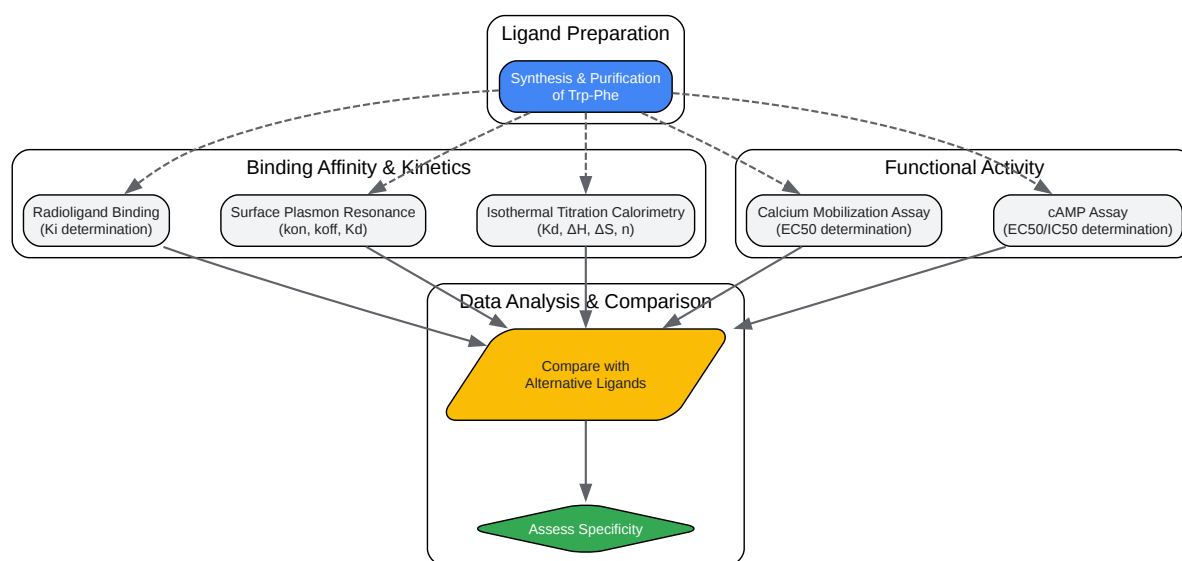 Ligand Preparation
Synthesis & Purification
of Trp-Phe
Binding Affinity & Kinetics
Functional Activity
Radioligand Binding
(Ki determination)
Surface Plasmon Resonance
(kon, koff, Kd)
Isothermal Titration Calorimetry
(Kd, ΔH, ΔS, n)
Calcium Mobilization Assay
(EC50 determination)
cAMP Assay
(EC50/IC50 determination)
Data Analysis & Comparison
Compare with
Alternative Ligands
Assess Specificity